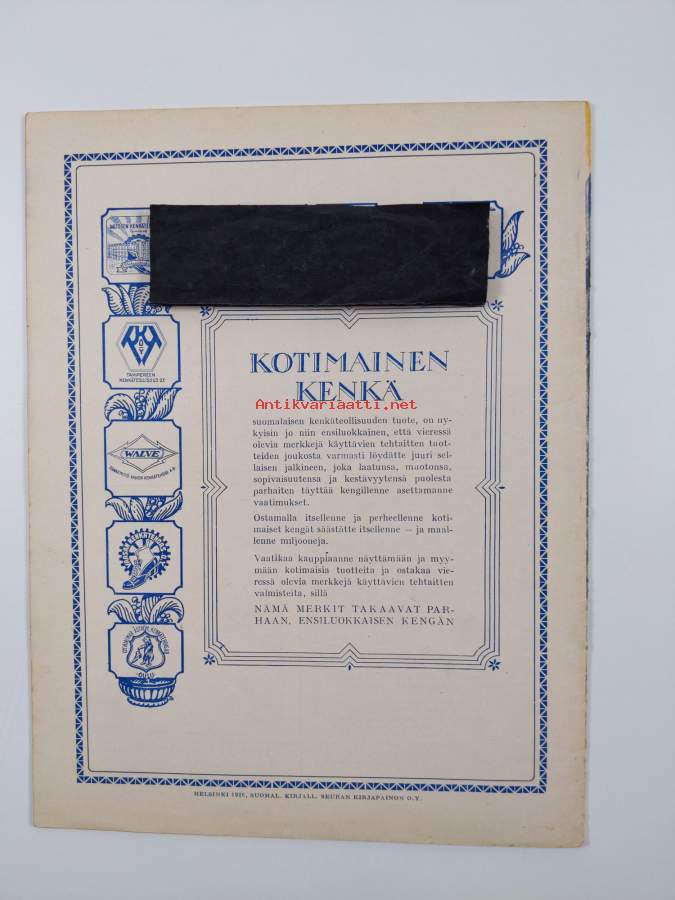 KOTIMAINEN
KENKÄ
Antikvariaatti.net
suomalaisen kenkäteollisuuden tuote, on ny-
kyisin jo niin ensiluokkainen, että vieressä
olevia merkkejä käyttävien tehtaitten tuot-
teiden joukosta varmasti löydätte juuri sel-
laisen jalkineen, joka laatunsa, muotonsa,
sopivaisuutensa ja kestävyytensä puolesta
parhaiten täyttää kengillenne asettamanne
vaatimukset.
Ostamalla itsellenne ja perheellenne koti-
maiset kengät säästätte itsellenne — ja maal-
lenne miljooneja.
Vaatikaa kauppiaanne näyttämään ja myy-
mään kotimaisia tuotteita ja ostakaa vie-
ressä olevia merkkejä käyttävien tehtaitten
valmisteita, sillä
NÄMÄ MERKIT TAKAAVAT PAR-
HAAN, ENSILUOKKAISEN KENGÄN
TAMPEREEN
KENKÄTEOLLISUUS OY
WALVE
HELSINKI SUOMAL. KIRJALL. SEURAN KIRJAPAINON O.Y.